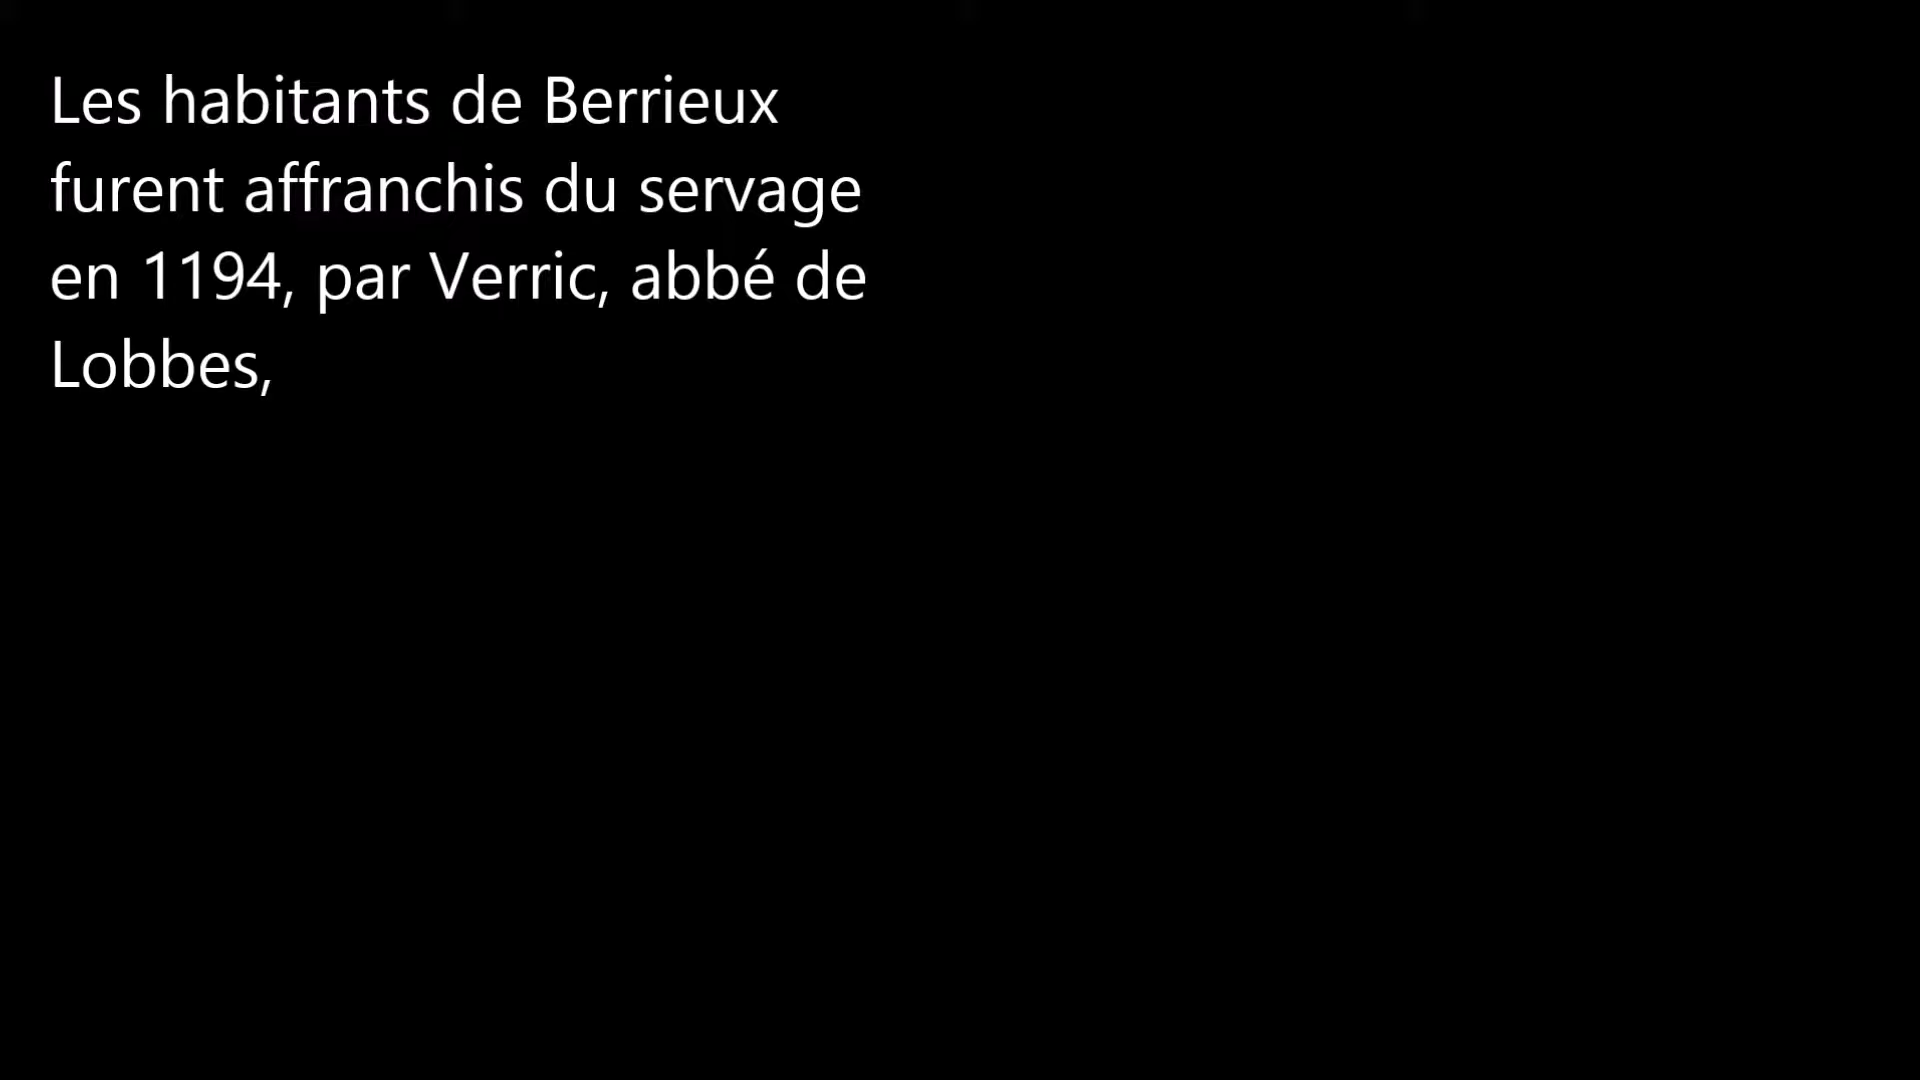 Les habitants de Berrieux
furent affranchis du servage
en 1194, par Verric, abbé de
Lobbes,